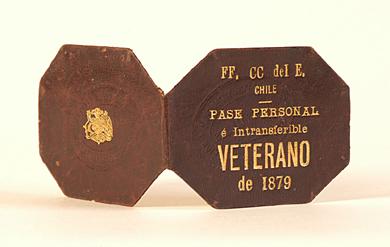 FF. CC del E.
CHILE
PASE PERSONAL
é Intransferible
VETERANO
de 1879